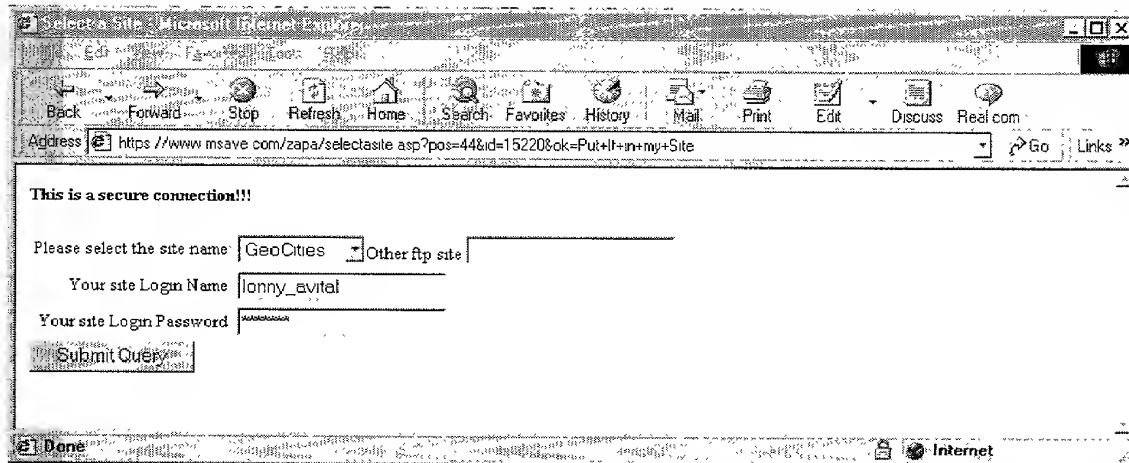 Select a Site - Microsoft Internet Explorer
Edit Favorites Tools
Back Forward Stop Refresh Home Search Favorites History Mail Print Edit Discuss Real com
Address https //www msave com/zapa/selectasite asp?pos=44&id=15220&ok=Put+It+in+my+Site Go Links »
This is a secure connection!!!
Please select the site name GeoCities Other ftp site
Your site Login Name lonny_avital
Your site Login Password ********
Submit Query
Done Internet